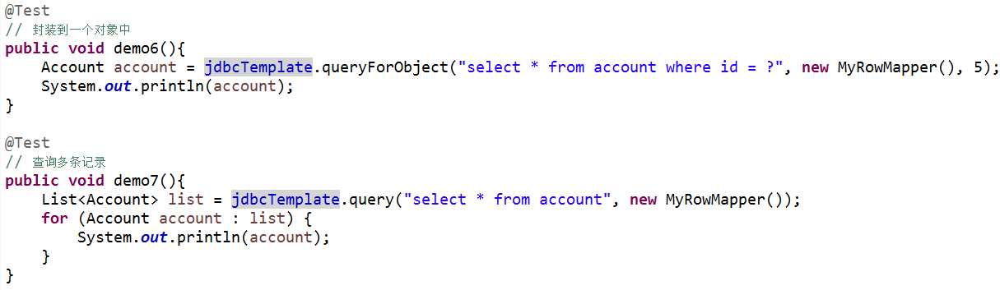 @Test
// 封装到一个对象中
public void demo6(){
    Account account = jdbcTemplate.queryForObject("select * from account where id = ?", new MyRowMapper(), 5);
    System.out.println(account);
}

@Test
// 查询多条记录
public void demo7(){
    List<Account> list = jdbcTemplate.query("select * from account", new MyRowMapper());
    for (Account account : list) {
        System.out.println(account);
    }
}